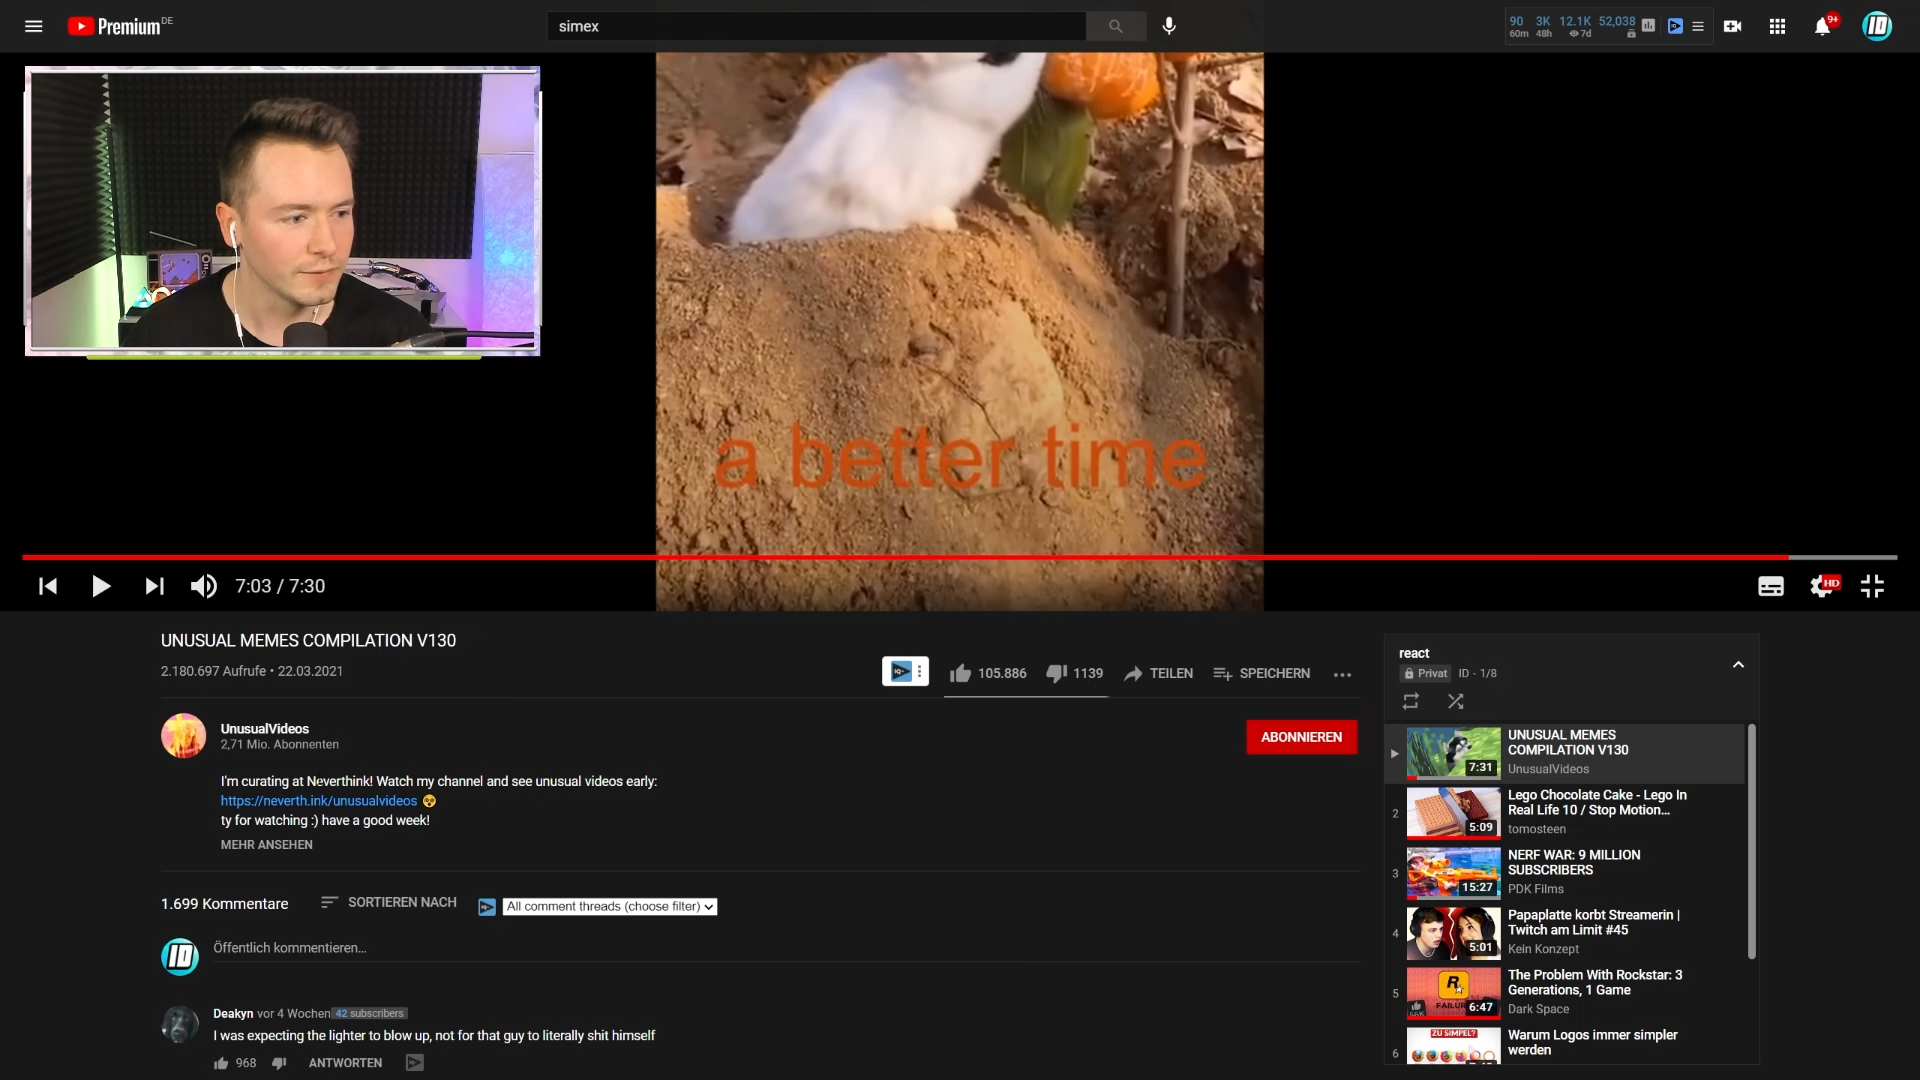 Premium DE
simex
90 3K 12.1K 52,038
60m 48h 7d
9+
ID
a better time
7:03 / 7:30
HD
UNUSUAL MEMES COMPILATION V130
2.180.697 Aufrufe • 22.03.2021
105.886 1139 TEILEN SPEICHERN
UnusualVideos
2,71 Mio. Abonnenten
ABONNIEREN
I'm curating at Neverthink! Watch my channel and see unusual videos early:
https://neverth.ink/unusualvideos
ty for watching :) have a good week!
MEHR ANSEHEN
1.699 Kommentare SORTIEREN NACH All comment threads (choose filter)
ID Öffentlich kommentieren...
Deakyn vor 4 Wochen 42 subscribers
I was expecting the lighter to blow up, not for that guy to literally shit himself
968 ANTWORTEN
react
Privat ID - 1/8
UNUSUAL MEMES
COMPILATION V130
7:31
UnusualVideos
2
Lego Chocolate Cake - Lego In
Real Life 10 / Stop Motion...
5:09
tomosteen
3
NERF WAR: 9 MILLION
SUBSCRIBERS
15:27
PDK Films
4
Papaplatte korbt Streamerin |
Twitch am Limit #45
5:01
Kein Konzept
5
The Problem With Rockstar: 3
Generations, 1 Game
R
6:47
Dark Space
6
ZU SIMPEL?
Warum Logos immer simpler
werden